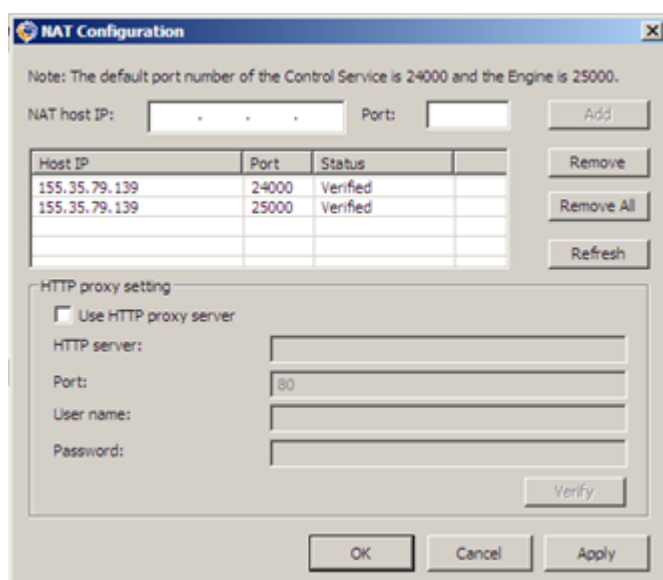 NAT Configuration
Note: The default port number of the Control Service is 24000 and the Engine is 25000.
NAT host IP: . . . Port: Add
Host IP Port Status
155.35.79.139 24000 Verified
155.35.79.139 25000 Verified
Remove
Remove All
Refresh
HTTP proxy setting
Use HTTP proxy server
HTTP server:
Port: 80
User name:
Password:
Verify
OK Cancel Apply